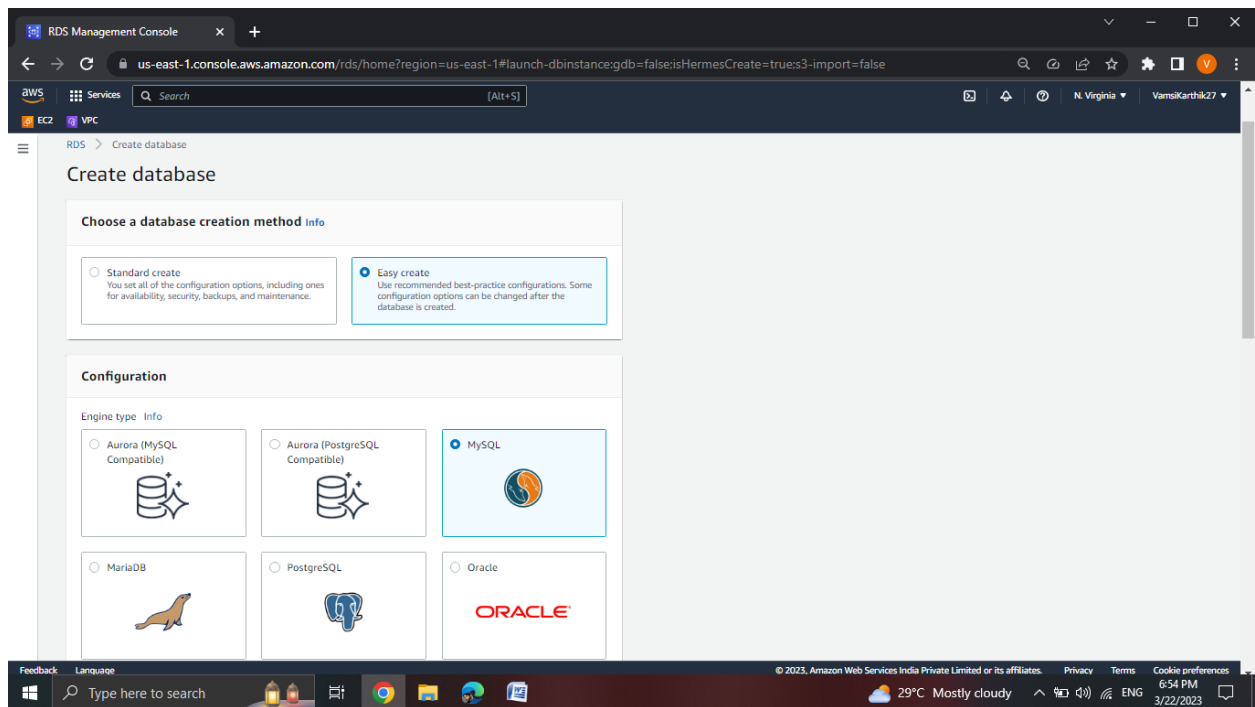 RDS Management Console
us-east-1.console.aws.amazon.com/rds/home?region=us-east-1#launch-dbinstance;gdb=false;isHermesCreate=true;s3-import=false
V
aws Services Search [Alt+S] N. Virginia VamsiKarthik27
EC2 VPC
RDS > Create database
Create database
Choose a database creation method Info
Standard create
You set all of the configuration options, including ones
for availability, security, backups, and maintenance.
Easy create
Use recommended best-practice configurations. Some
configuration options can be changed after the
database is created.
Configuration
Engine type Info
Aurora (MySQL
Compatible)
Aurora (PostgreSQL
Compatible)
MySQL
MariaDB
PostgreSQL
Oracle
ORACLE
Feedback Language © 2023, Amazon Web Services India Private Limited or its affiliates. Privacy Terms Cookie preferences
Type here to search 29°C Mostly cloudy ENG
6:54 PM
3/22/2023